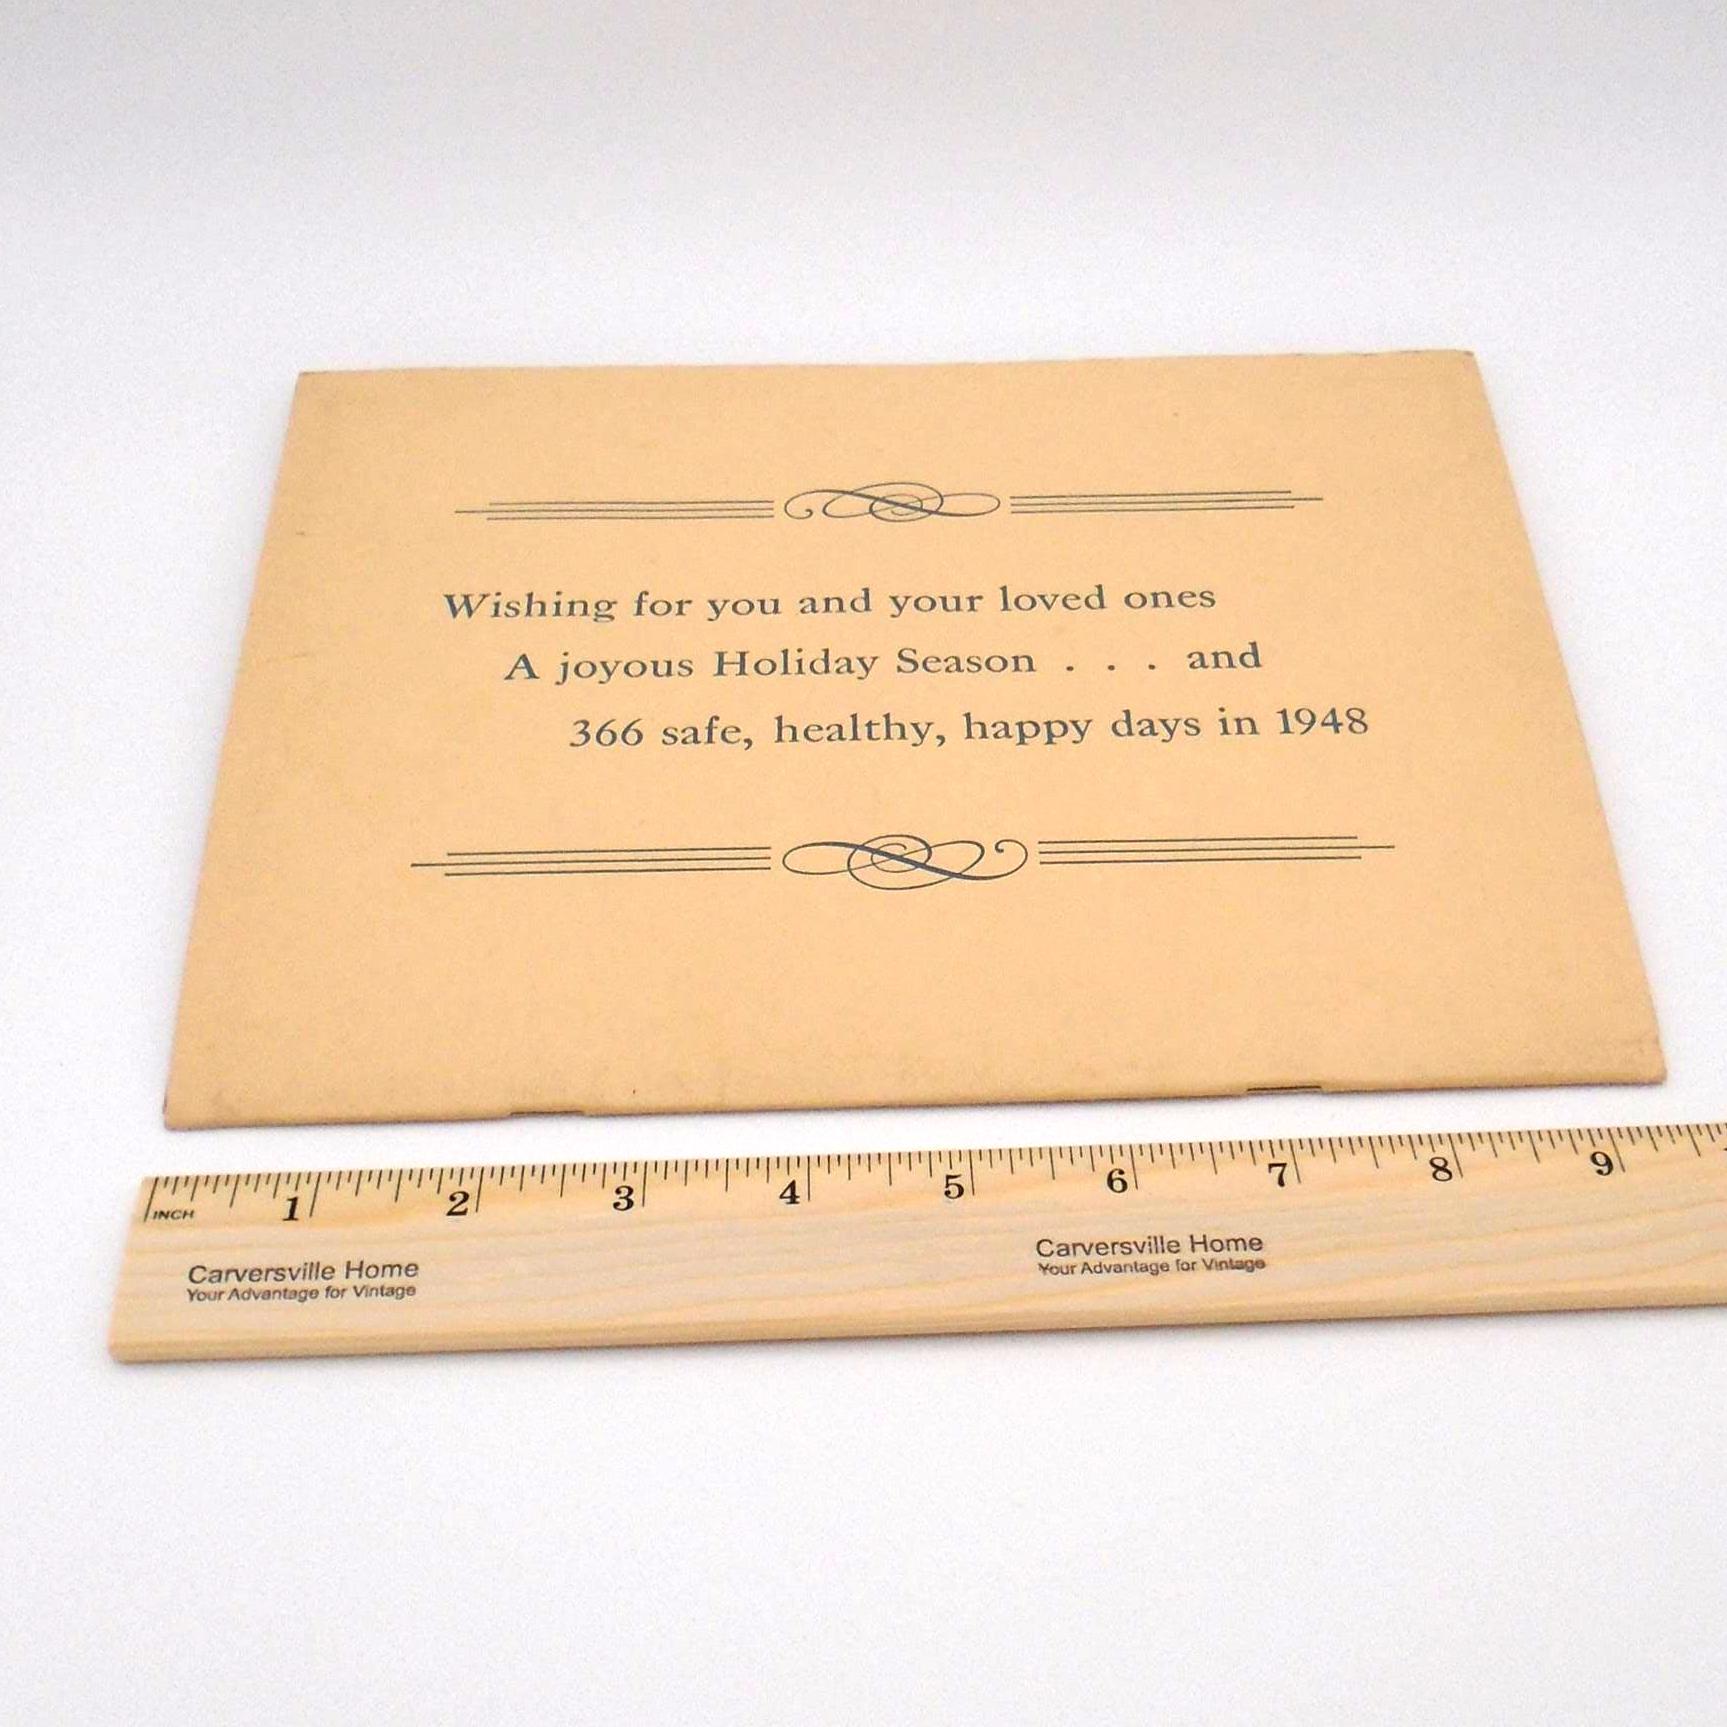 Wishing for you and your loved ones
A joyous Holiday Season . . . and
366 safe, healthy, happy days in 1948
1 2 3 4 5 6 7 8 9
INCH
Carversville Home
Your Advantage for Vintage
Carversville Home
Your Advantage for Vintage